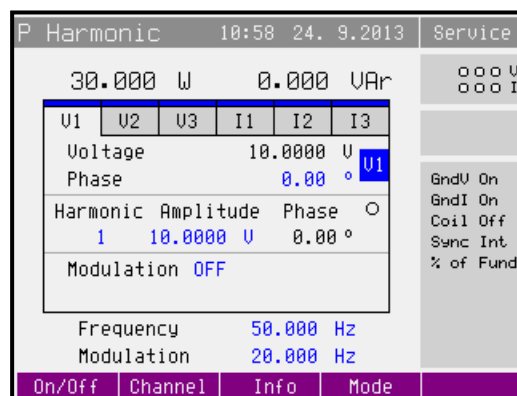 P Harmonic 10:58 24. 9.2013 Service
30.000 W 0.000 VAr
V1 V2 V3 I1 I2 I3
Voltage 10.0000 V
V1
Phase 0.00 °
Harmonic Amplitude Phase
1 10.0000 V 0.00 °
Modulation OFF
Frequency 50.000 Hz
Modulation 20.000 Hz
V
I
GndV On
GndI On
Coil Off
Sync Int
% of Fund
On/Off Channel Info Mode